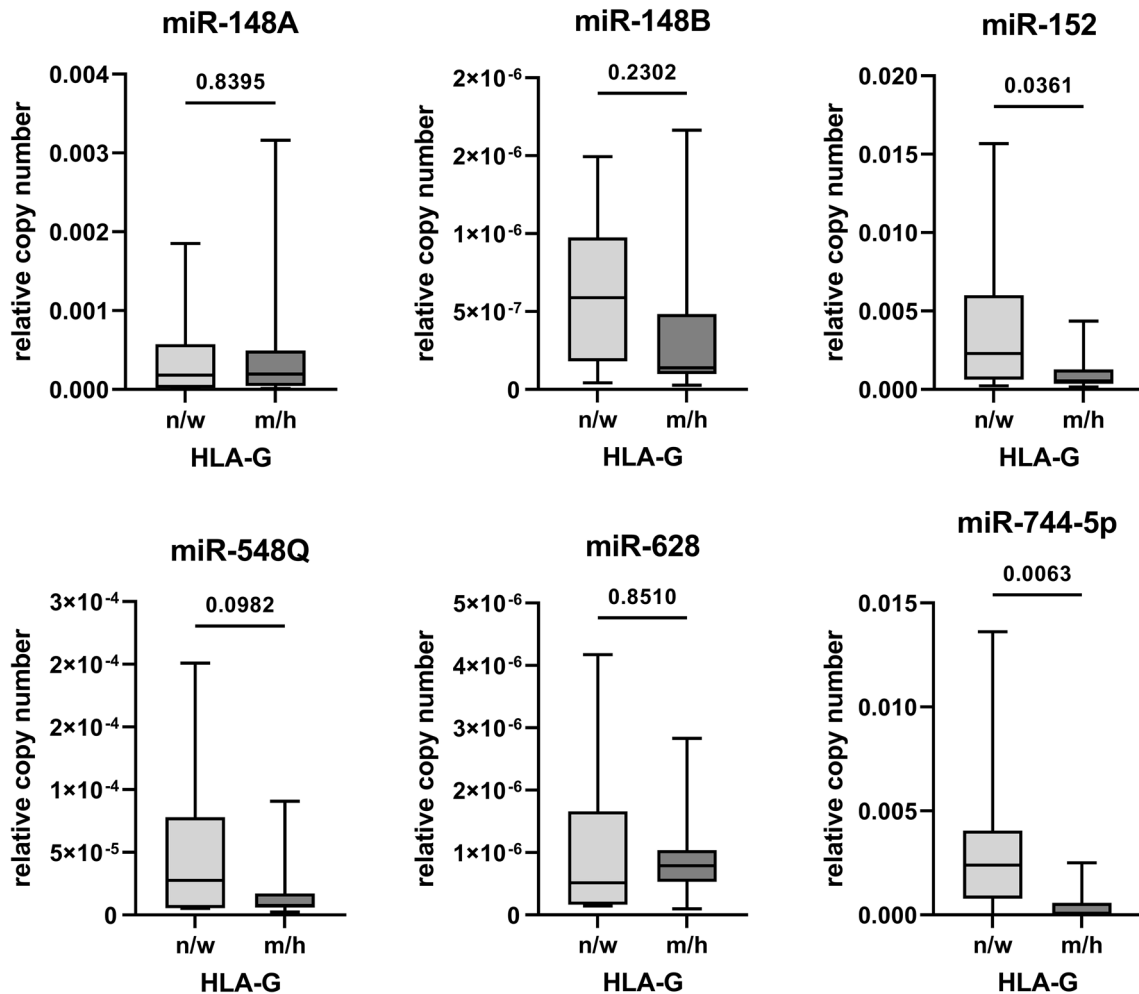 miR-148A
relative copy number
0.004
0.003
0.002
0.001
0.000
0.8395
n/w
m/h
HLA-G
miR-148B
relative copy number
2×10⁻⁶
2×10⁻⁶
1×10⁻⁶
5×10⁻⁷
0
0.2302
n/w
m/h
HLA-G
miR-152
relative copy number
0.020
0.015
0.010
0.005
0.000
0.0361
n/w
m/h
HLA-G
miR-548Q
relative copy number
3×10⁻⁴
2×10⁻⁴
2×10⁻⁴
1×10⁻⁴
5×10⁻⁵
0
0.0982
n/w
m/h
HLA-G
miR-628
relative copy number
5×10⁻⁶
4×10⁻⁶
3×10⁻⁶
2×10⁻⁶
1×10⁻⁶
0
0.8510
n/w
m/h
HLA-G
miR-744-5p
relative copy number
0.015
0.010
0.005
0.000
0.0063
n/w
m/h
HLA-G